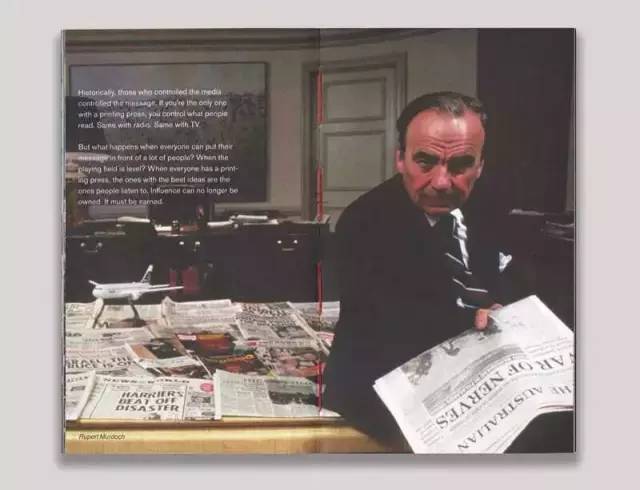 Historically, those who controlled the media
controlled the message. If you're the only one
with a printing press, you control what people
read. Same with radio. Same with TV.
But what happens when everyone can put their
message in front of a lot of people? When the
playing field is level? When everyone has a print-
ing press, the ones with the best ideas are the
ones people listen to. Influence can no longer be
owned. It must be earned.
NEWS OF THE WORLD
HARRIERS
BEAT OFF
DISASTER
WAR OF NERVES
THE AUSTRALIAN
Rupert Murdoch